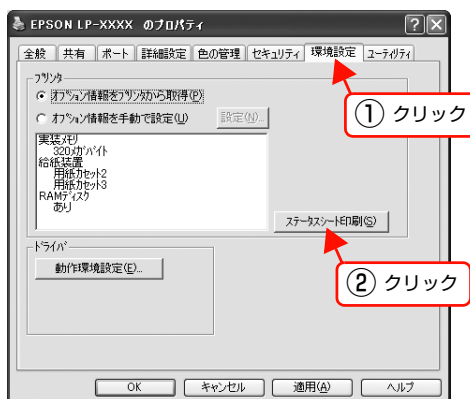 EPSON LP-XXXX のプロパティ
全般 共有 ポート 詳細設定 色の管理 セキュリティ 環境設定 ユーティリティ
プリンタ
オプション情報をプリンタから取得(P)
オプション情報を手動で設定(U) 設定(N)...
① クリック
実装メモリ
320メガバイト
給紙装置
用紙カセット2
用紙カセット3
RAMディスク
あり
ステータスシート印刷(S)
② クリック
ドライバ
動作環境設定(E)...
OK キャンセル 適用(A) ヘルプ